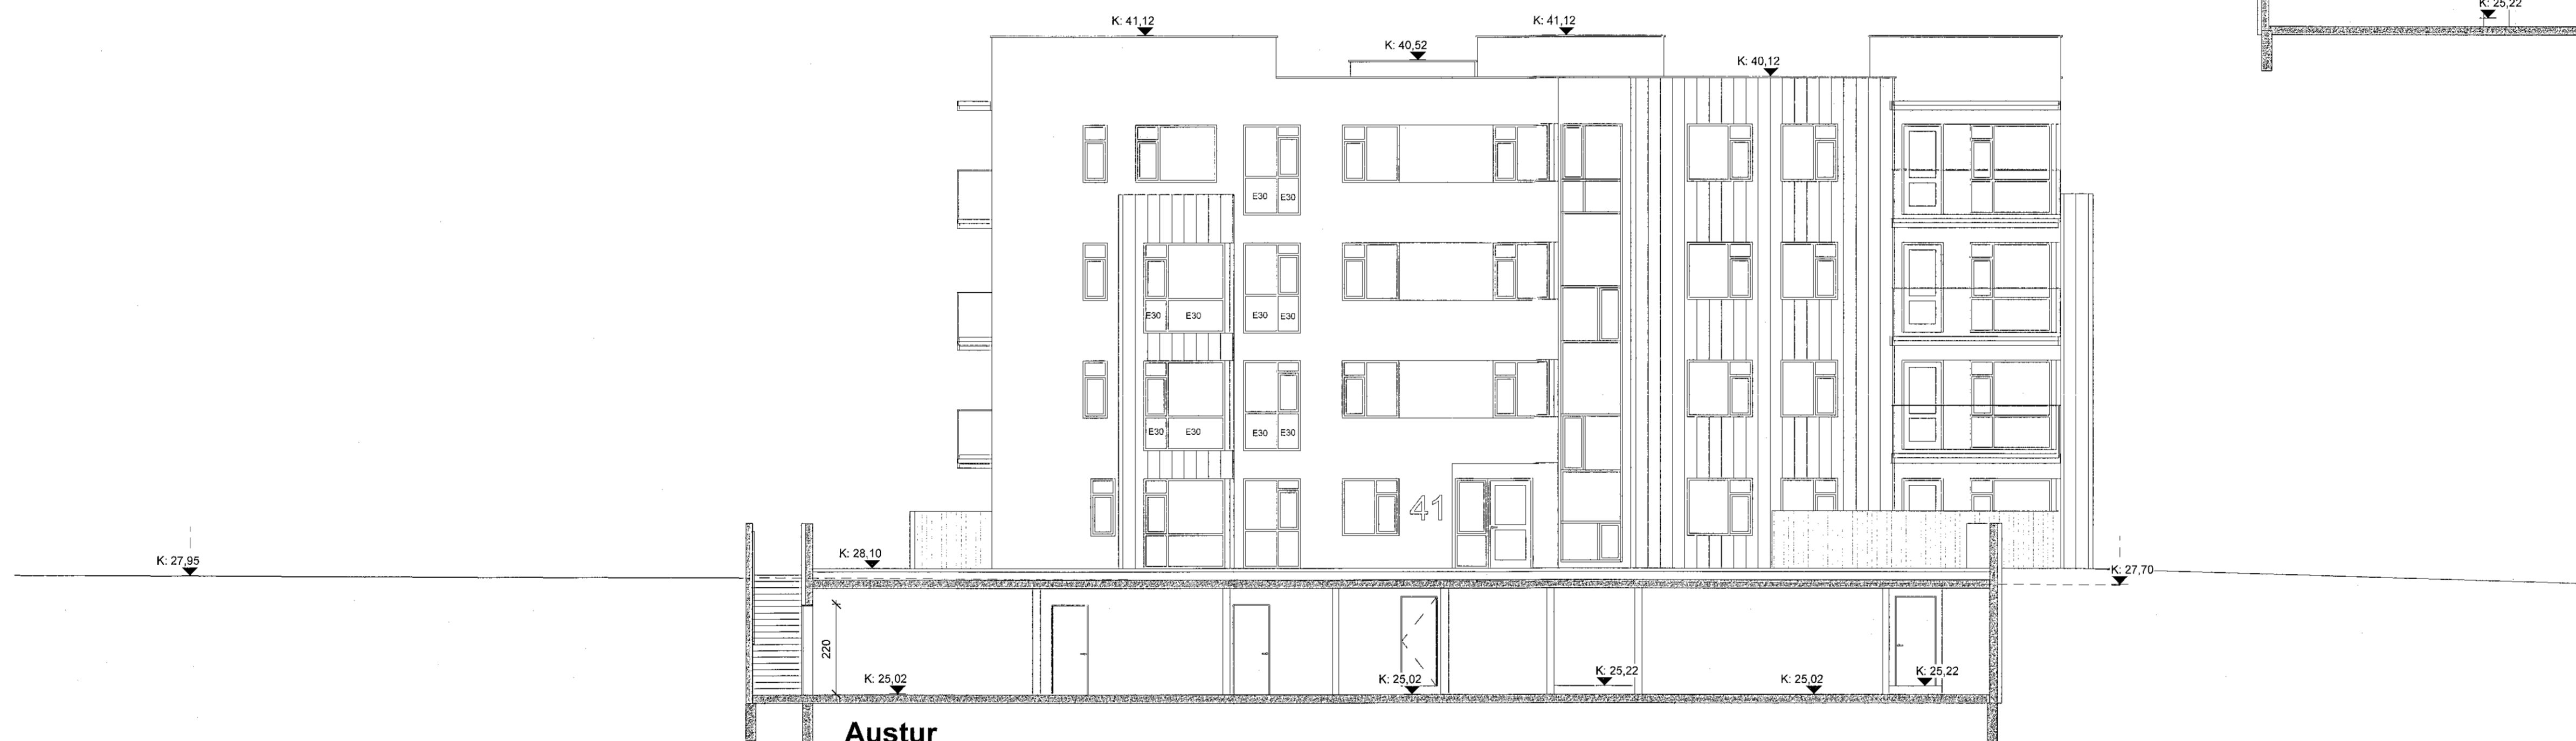 K: 25,22
K: 41,12
K: 41,12
K: 40,52
K: 40,12
E30 E30
E30 E30 E30 E30
E30 E30 E30 E30
41
K: 28,10
K: 27,95
K: 27,70
220
K: 25,02
K: 25,02
K: 25,22
K: 25,02
K: 25,22
Austur